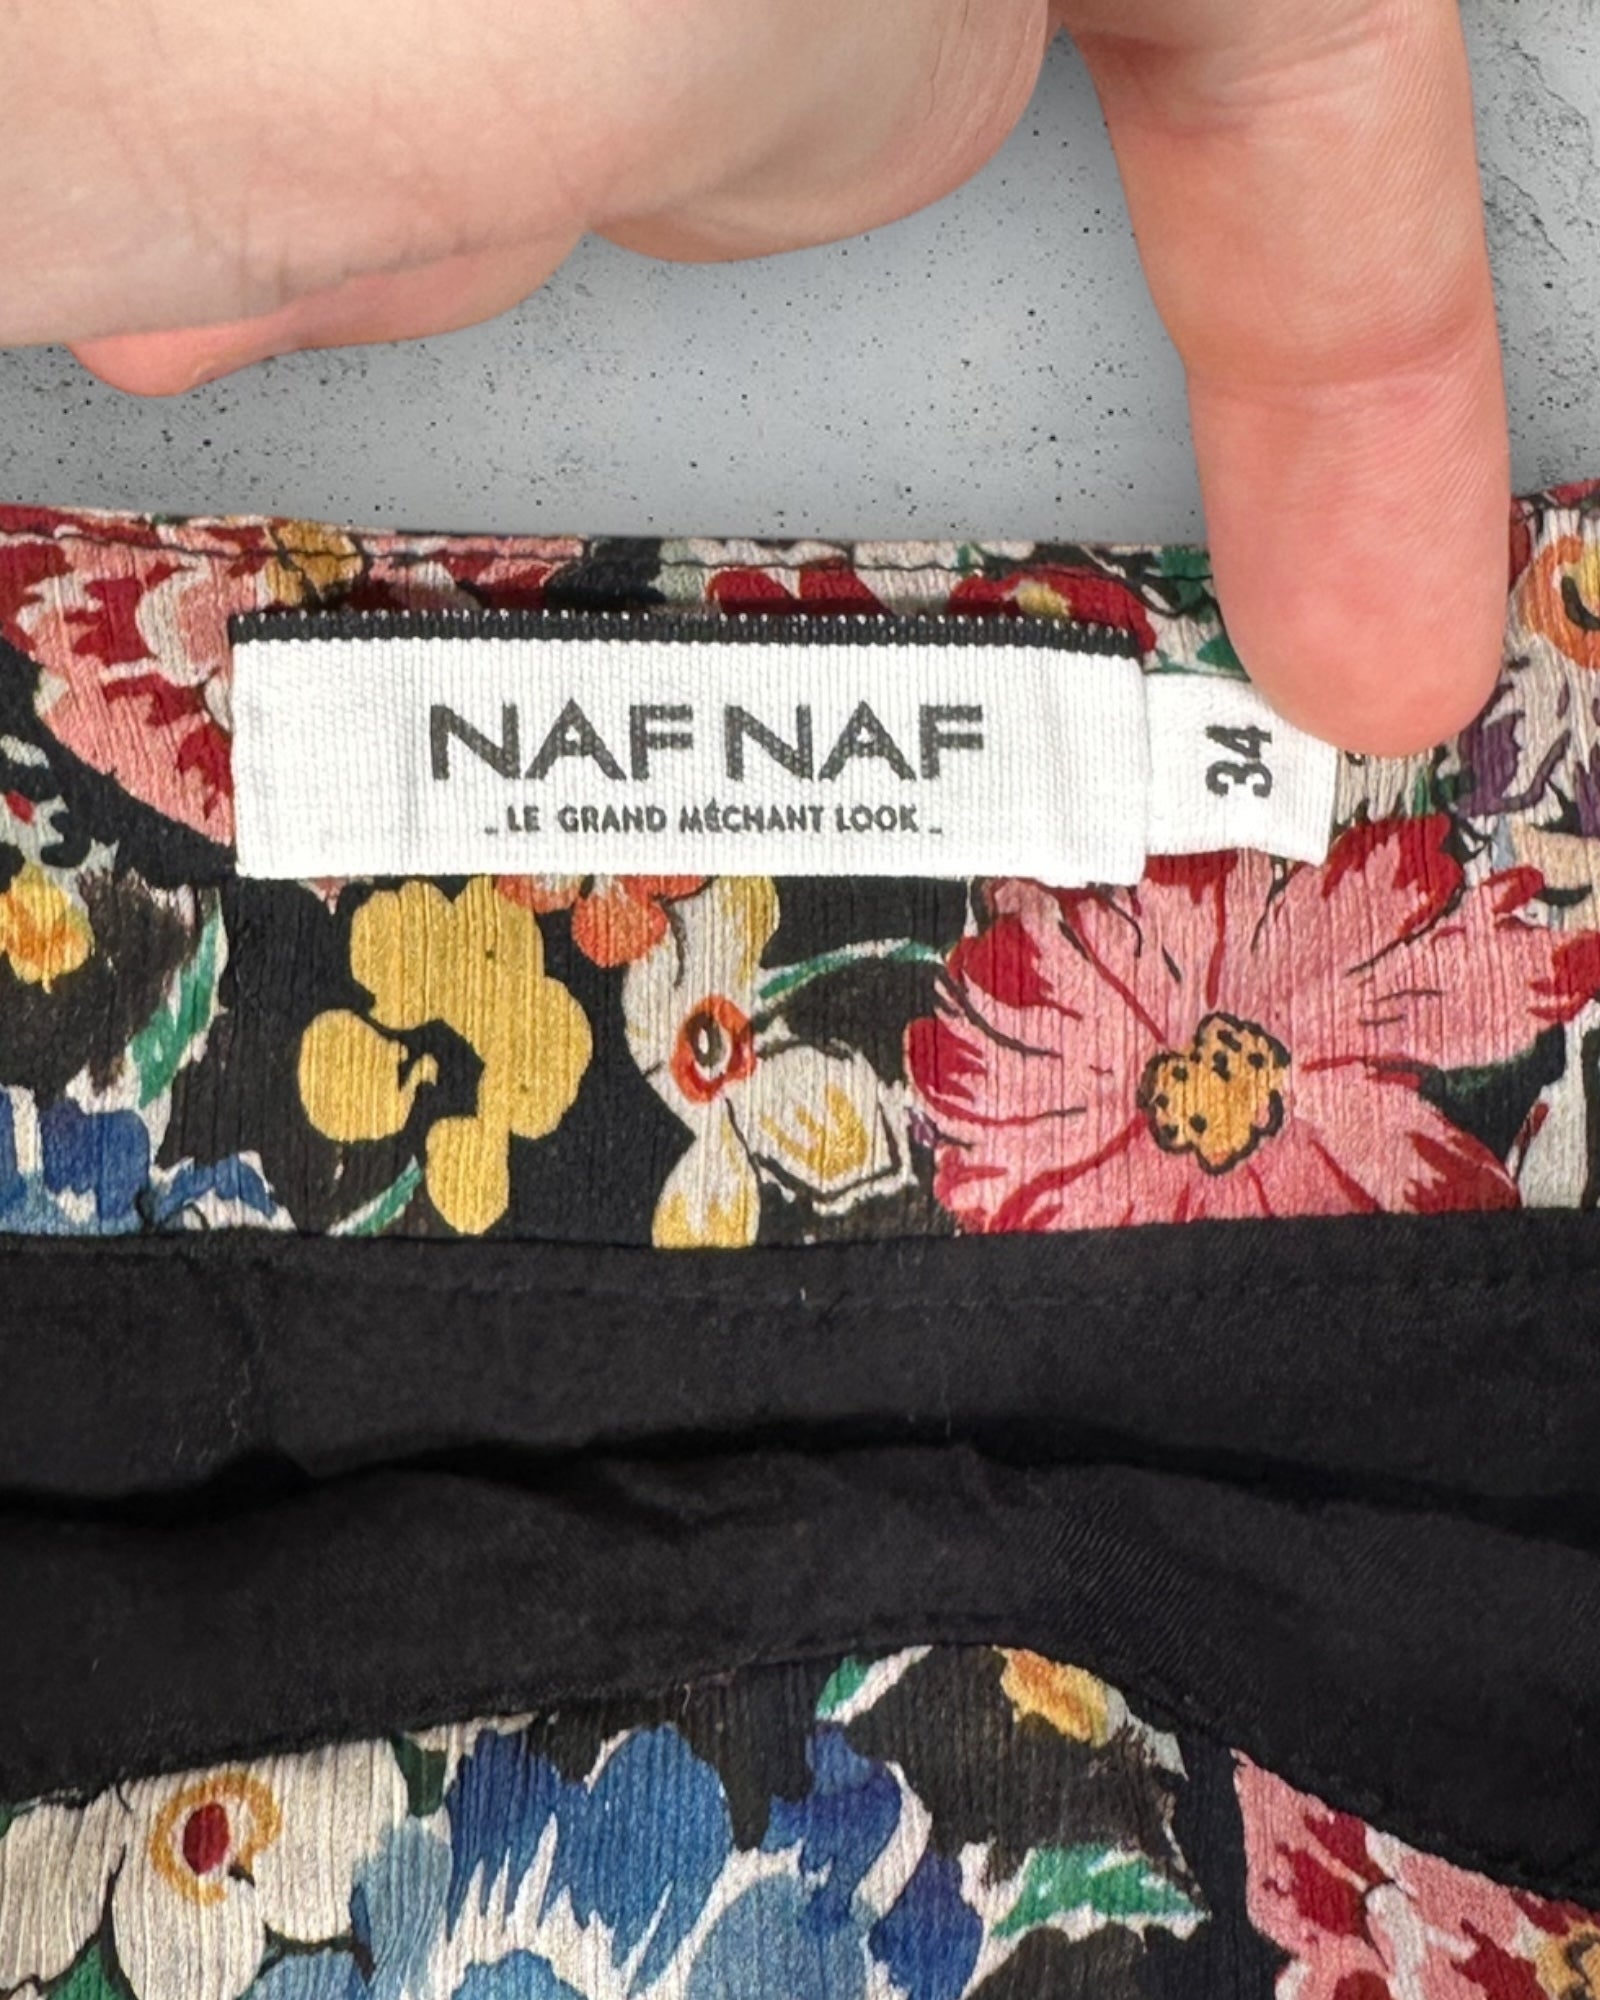 NAF NAF
_ LE GRAND MÉCHANT LOOK _
34